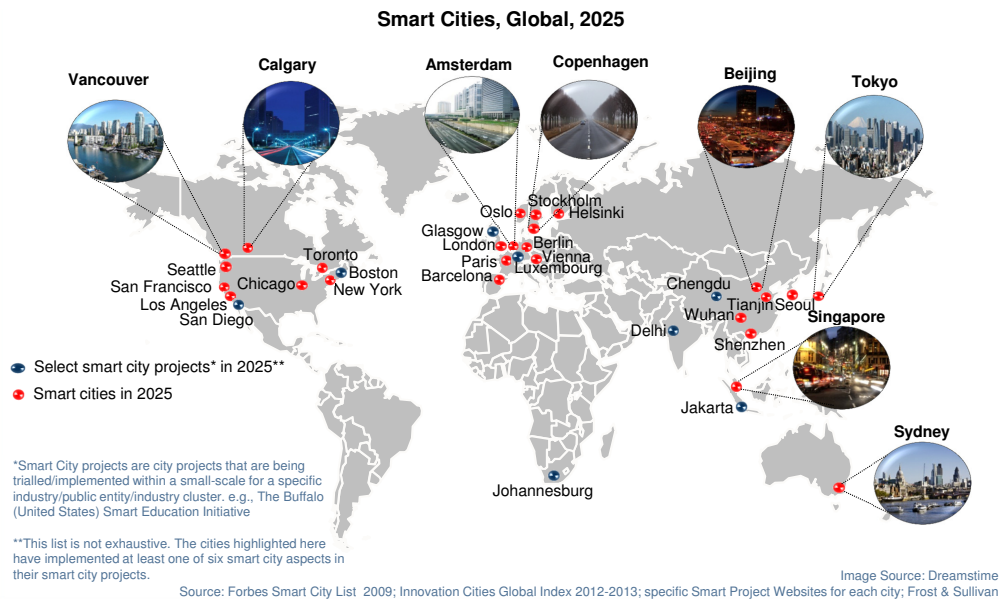 Smart Cities, Global, 2025
Vancouver
Calgary
Amsterdam
Copenhagen
Beijing
Tokyo
Stockholm
Oslo
Helsinki
Glasgow
London
Berlin
Paris
Vienna
Luxembourg
Barcelona
Toronto
Seattle
Boston
San Francisco
Chicago
New York
Los Angeles
San Diego
Chengdu
Tianjin
Seoul
Wuhan
Singapore
Delhi
Shenzhen
Jakarta
Sydney
Johannesburg
Select smart city projects* in 2025**
Smart cities in 2025
*Smart City projects are city projects that are being
trialled/implemented within a small-scale for a specific
industry/public entity/industry cluster. e.g., The Buffalo
(United States) Smart Education Initiative
**This list is not exhaustive. The cities highlighted here
have implemented at least one of six smart city aspects in
their smart city projects.
Image Source: Dreamstime
Source: Forbes Smart City List 2009; Innovation Cities Global Index 2012-2013; specific Smart Project Websites for each city; Frost & Sullivan